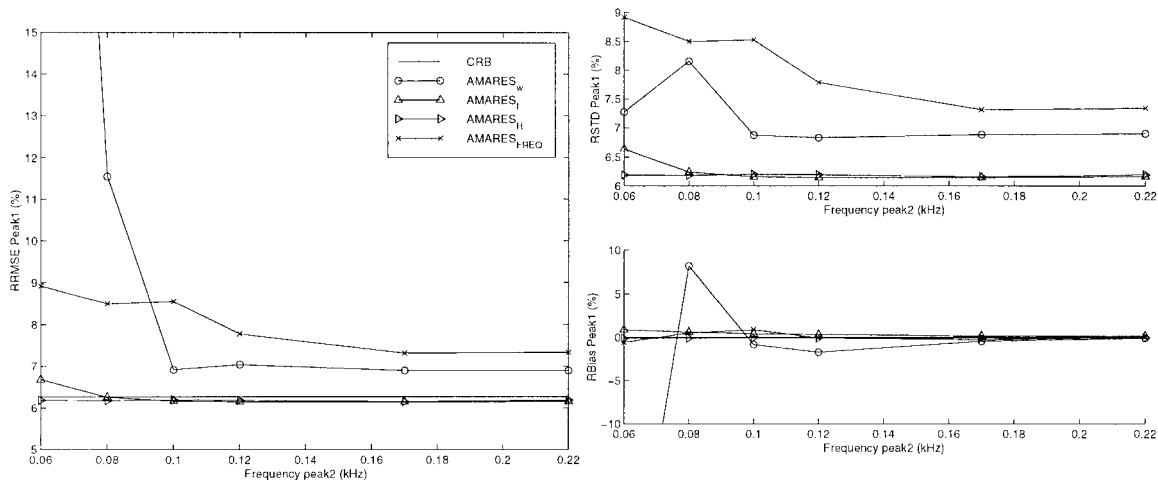 15
14
13
12
11
10
9
8
7
6
5
RRMSE Peak1 (%)
CRB
AMARES_w
AMARES_f
AMARES_ft
AMARES_FREQ
0.06 0.08 0.1 0.12 0.14 0.16 0.18 0.2 0.22
Frequency peak2 (kHz)
9
8.5
8
7.5
7
6.5
6
RSTD Peak1 (%)
0.06 0.08 0.1 0.12 0.14 0.16 0.18 0.2 0.22
Frequency peak2 (kHz)
10
5
0
−5
−10
RBias Peak1 (%)
0.06 0.08 0.1 0.12 0.14 0.16 0.18 0.2 0.22
Frequency peak2 (kHz)